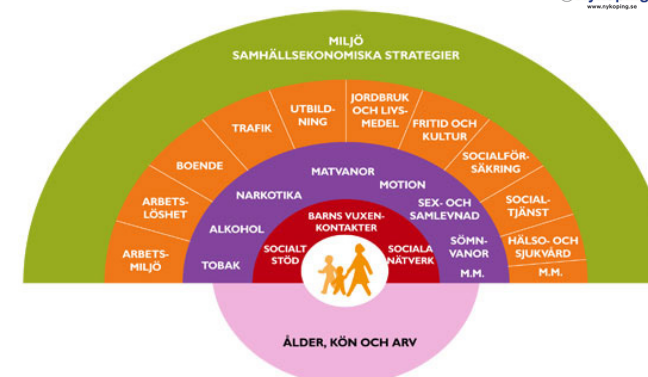 www.nykoping.se
MILJÖ
SAMHÄLLSEKONOMISKA STRATEGIER
ARBETS-
MILJÖ
ARBETS-
LÖSHET
BOENDE
TRAFIK
UTBILD-
NING
JORDBRUK
OCH LIVS-
MEDEL
FRITID OCH
KULTUR
SOCIALFÖR-
SÄKRING
SOCIAL-
TJÄNST
HÄLSO- OCH
SJUKVÅRD
M.M.
TOBAK
ALKOHOL
NARKOTIKA
MATVANOR
MOTION
SEX- OCH
SAMLEVNAD
SÖMN-
VANOR
M.M.
SOCIALT
STÖD
BARNS VUXEN-
KONTAKTER
SOCIALA
NÄTVERK
ÅLDER, KÖN OCH ARV